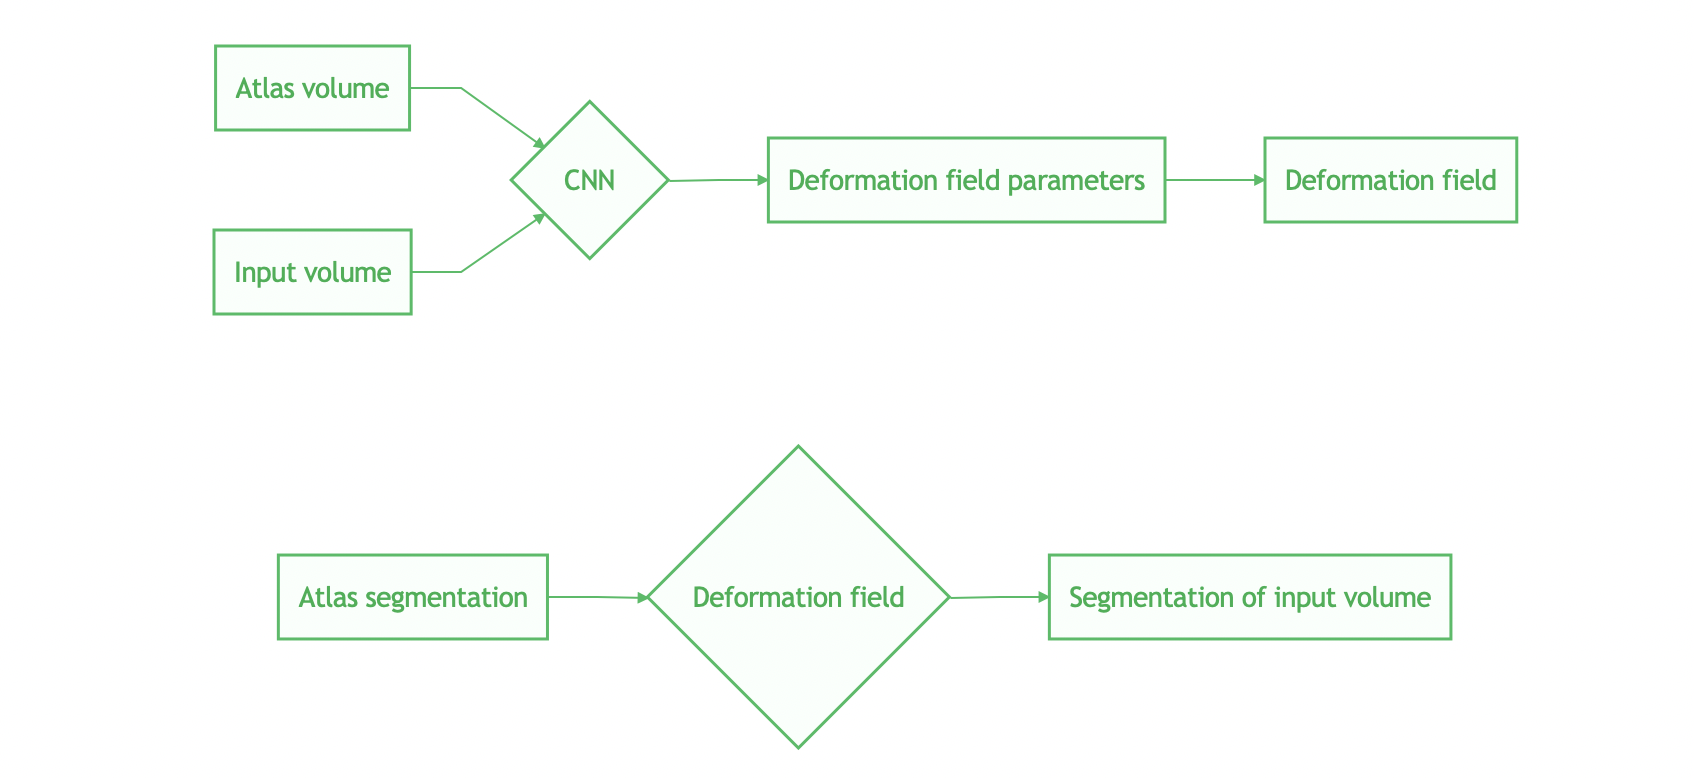 Atlas volume
CNN
Deformation field parameters
Deformation field
Input volume
Atlas segmentation
Deformation field
Segmentation of input volume